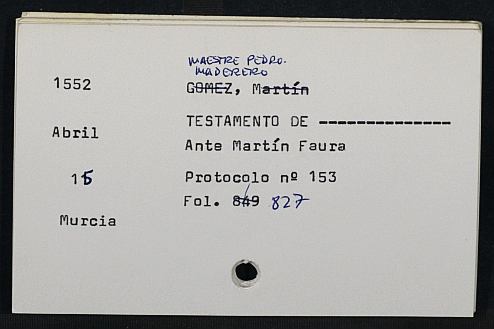 MAESTRE PEDRO.
MADERERO
1552 GOMEZ, Martín
TESTAMENTO DE --------------
Abril
Ante Martín Faura
15 Protocolo nº 153
Fol. 849 827
Murcia